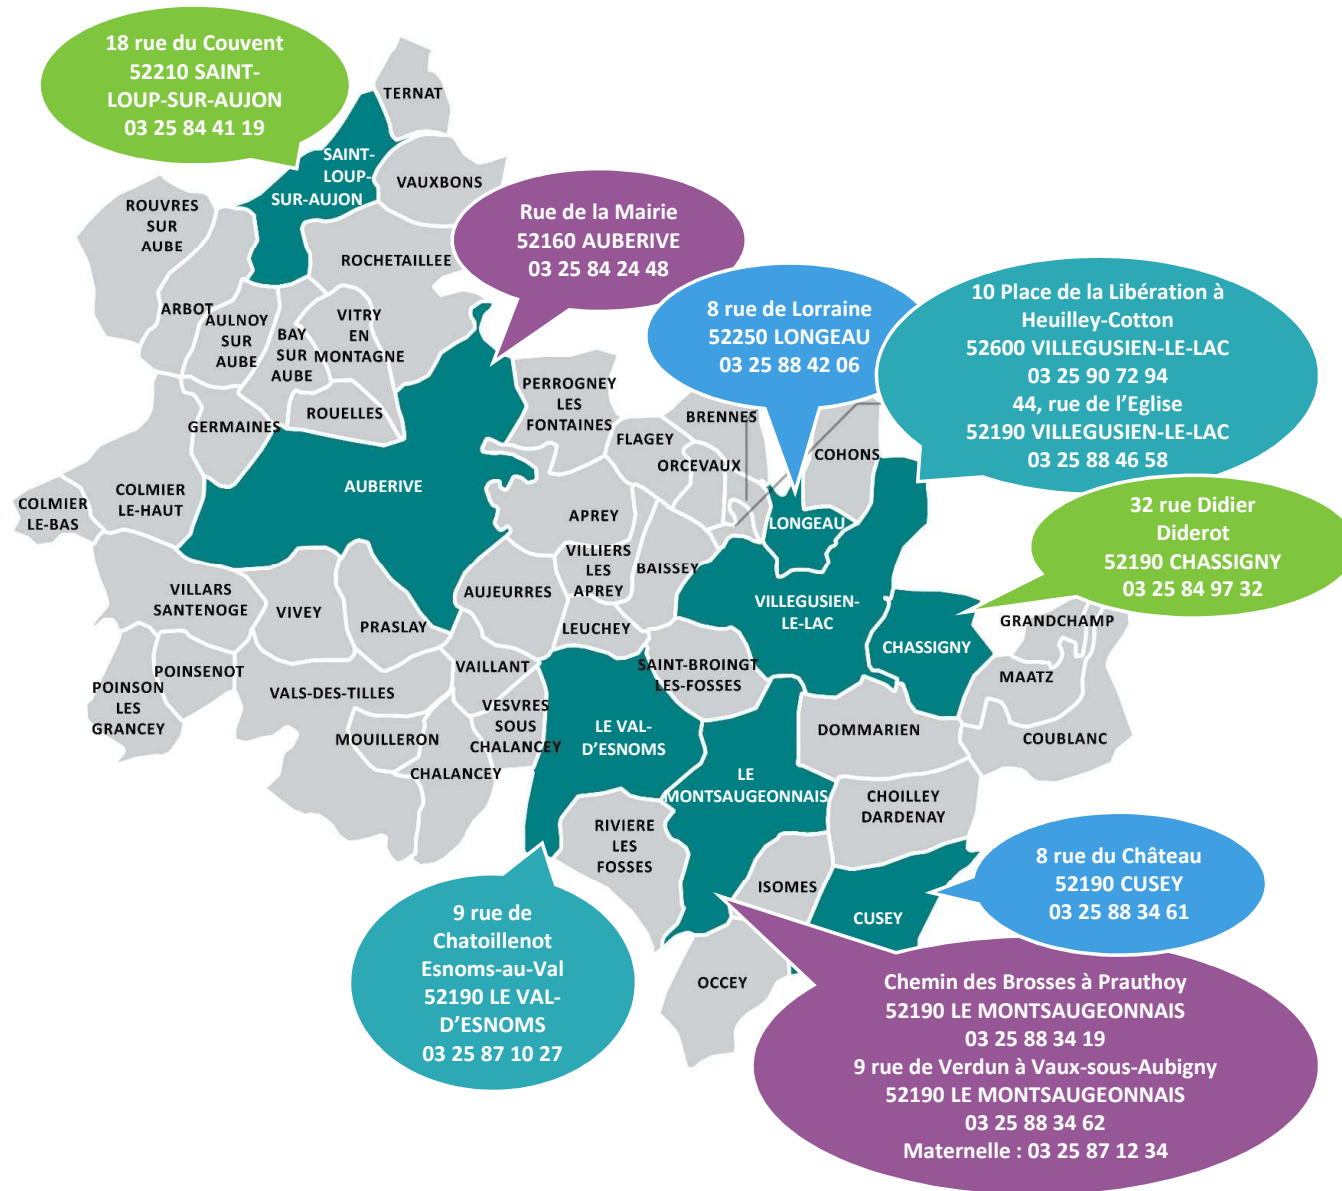 18 rue du Couvent
52210 SAINT-
LOUP-SUR-AUJON
03 25 84 41 19
TERNAT
SAINT-
LOUP-
SUR-AUJON
VAUXBONS
ROUVRES
SUR
AUBE
Rue de la Mairie
52160 AUBERIVE
03 25 84 24 48
ROCHETAILLEE
ARBOT
AULNOY
SUR
AUBE
BAY
SUR
AUBE
VITRY
EN
MONTAGNE
8 rue de Lorraine
52250 LONGEAU
03 25 88 42 06
10 Place de la Libération à
Heuilley-Cotton
52600 VILLEGUSIEN-LE-LAC
03 25 90 72 94
44, rue de l’Eglise
52190 VILLEGUSIEN-LE-LAC
03 25 88 46 58
PERROGNEY
LES
FONTAINES
ROUELLES
GERMAINES
BRENNES
FLAGEY
ORCEVAUX
COHONS
COLMIER
LE-BAS
COLMIER
LE-HAUT
AUBERIVE
APREY
LONGEAU
32 rue Didier
Diderot
52190 CHASSIGNY
03 25 84 97 32
VILLIERS
LES
APREY
BAISSEY
VILLARS
SANTENOGE
VIVEY
PRASLAY
AUJEURRES
LEUCHEY
VILLEGUSIEN-
LE-LAC
CHASSIGNY
GRANDCHAMP
MAATZ
COUBLANC
POINSON
LES
GRANCEY
POINSENOT
VALS-DES-TILLES
VAILLANT
SAINT-BROINGT
LES-FOSSES
VESVRES
SOUS
CHALANCEY
MOUILLERON
CHALANCEY
LE VAL-
D’ESNOMS
DOMMARIEN
LE
MONTSAUGEONNAIS
CHOILLEY
DARDENAY
RIVIERE
LES
FOSSES
ISOMES
CUSEY
8 rue du Château
52190 CUSEY
03 25 88 34 61
9 rue de
Chatoillenot
Esnoms-au-Val
52190 LE VAL-
D’ESNOMS
03 25 87 10 27
OCCEY
Chemin des Brosses à Prauthoy
52190 LE MONTSAUGEONNAIS
03 25 88 34 19
9 rue de Verdun à Vaux-sous-Aubigny
52190 LE MONTSAUGEONNAIS
03 25 88 34 62
Maternelle : 03 25 87 12 34